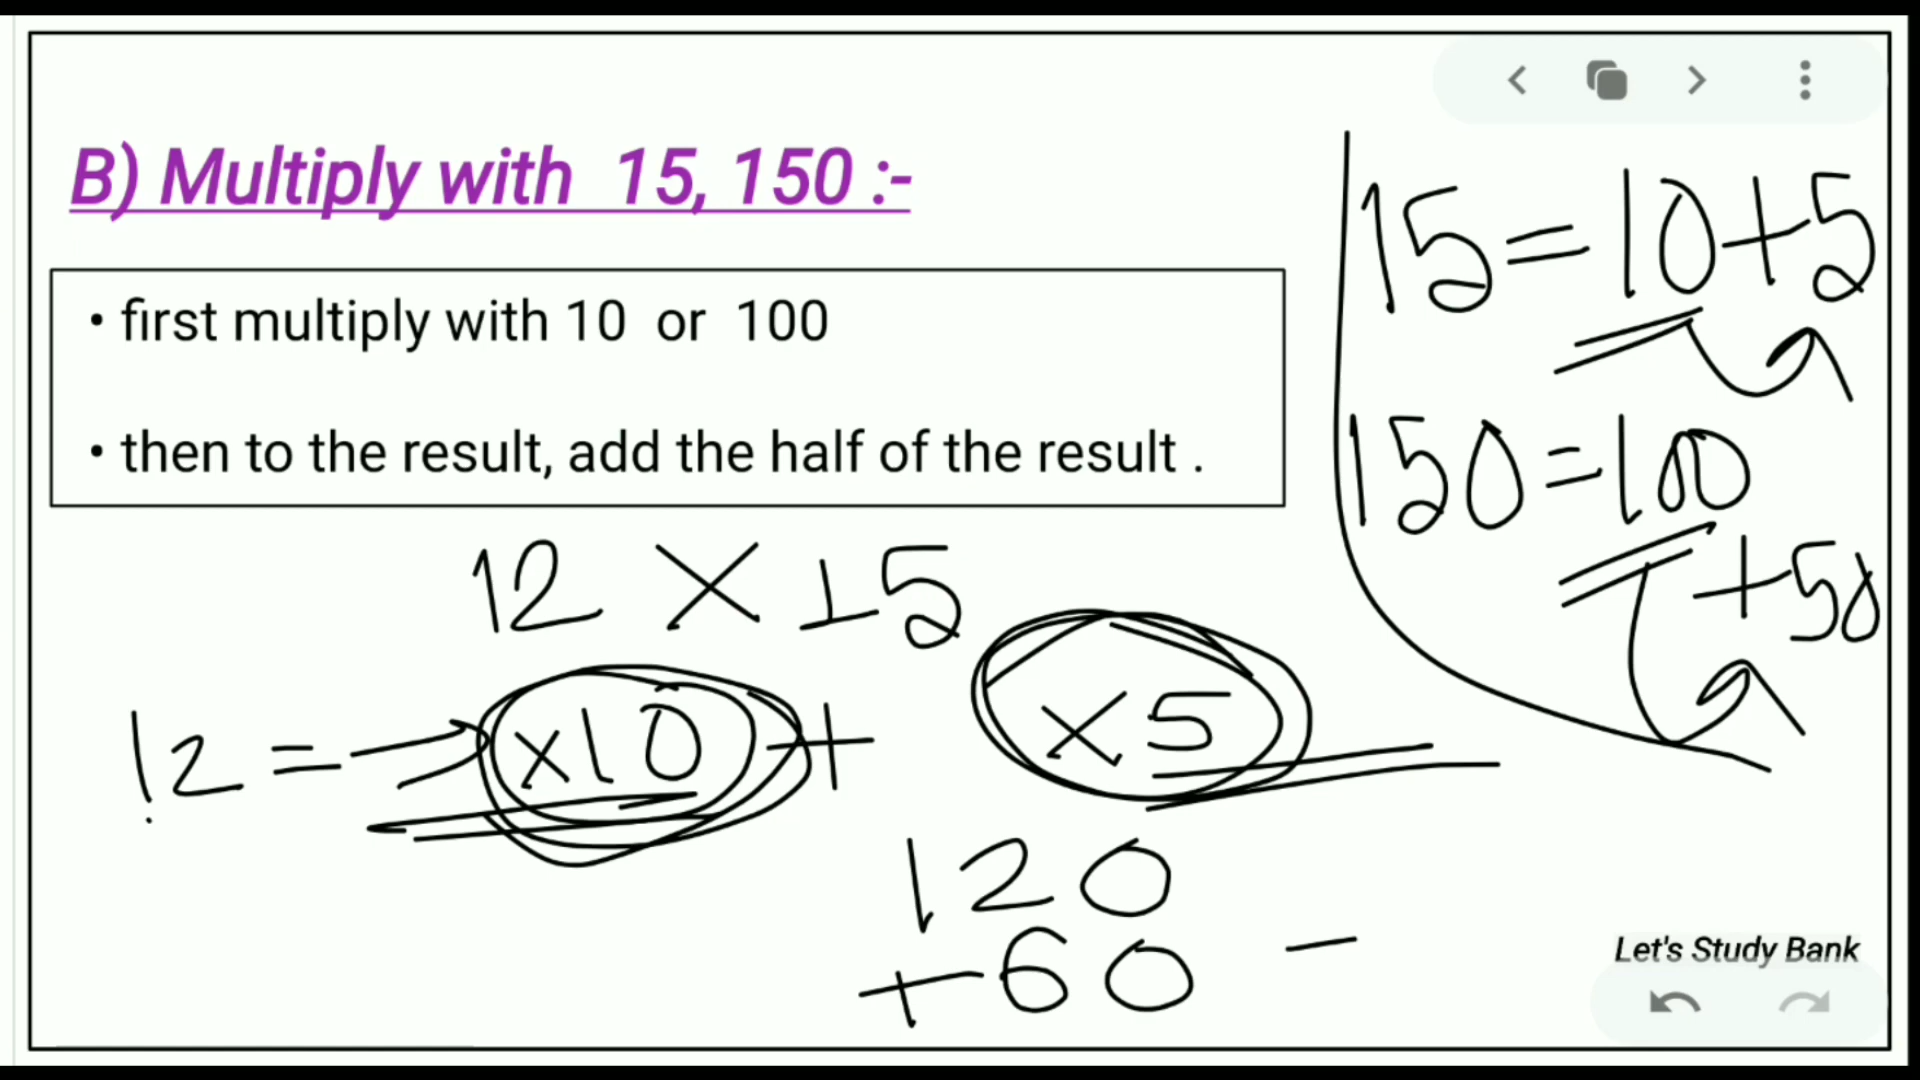 B) Multiply with 15, 150 :-
• first multiply with 10 or 100
• then to the result, add the half of the result .
15=10+5
150=100
+50
12 × 15
12 = → ×10 + ×5
120
+60 –
Let's Study Bank